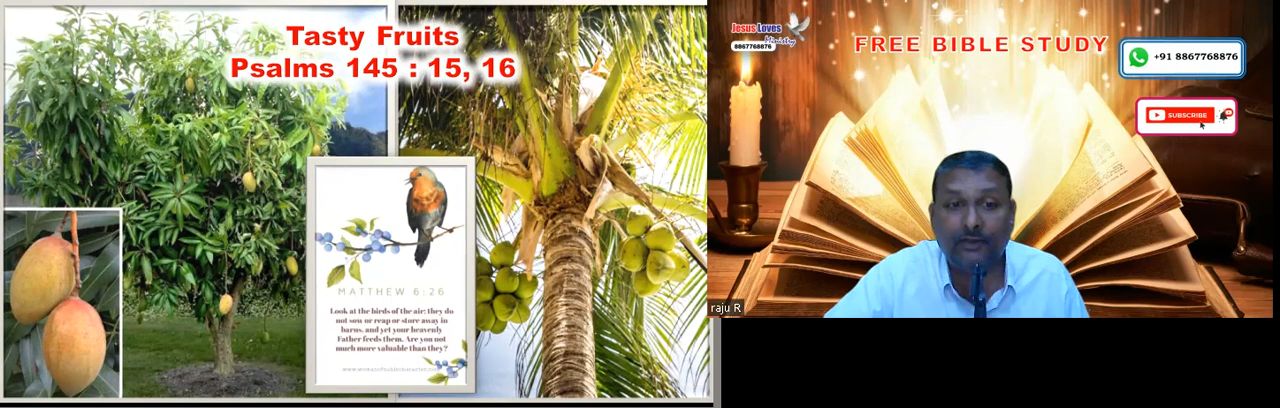 Tasty Fruits
Psalms 145 : 15, 16
MATTHEW 6:26
Look at the birds of the air; they do
not sow or reap or store away in
barns, and yet your heavenly
Father feeds them. Are you not
much more valuable than they?
Jesus Loves
Ministry
8867768876
FREE BIBLE STUDY
+91 8867768876
SUBSCRIBE
raju R